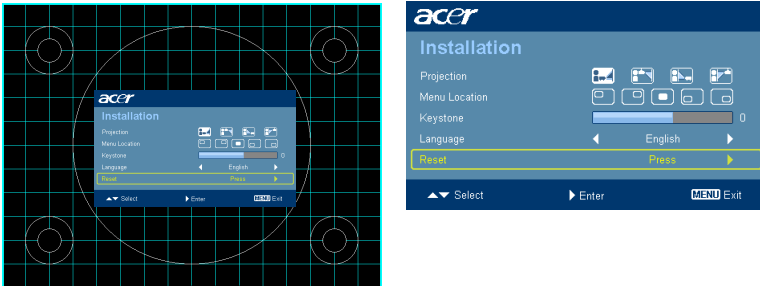 acer
Installation
Projection
Menu Location
Keystone 0
Language English
Reset Press
Select Enter MENU Exit
acer
Installation
Projection
Menu Location
Keystone 0
Language English
Reset Press
Select Enter MENU Exit